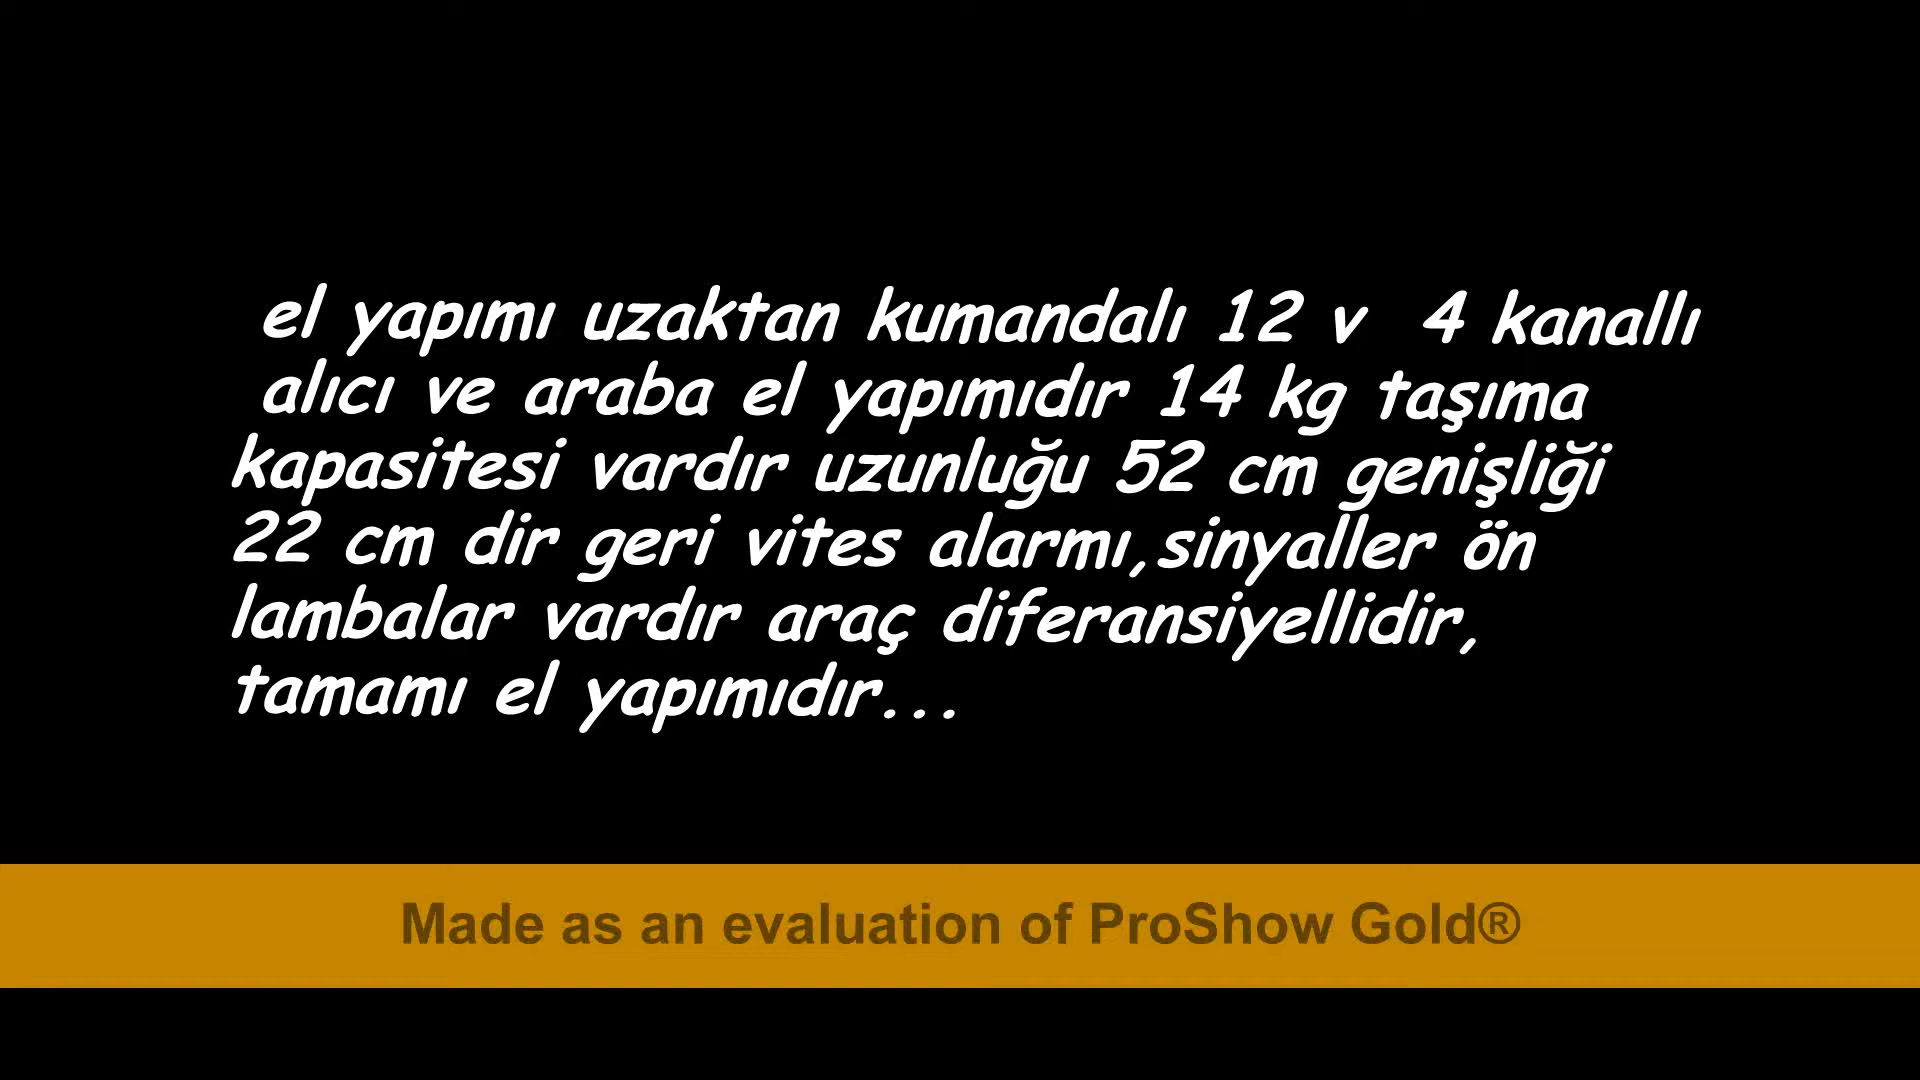 el yapımı uzaktan kumandalı 12 v  4 kanallı
alıcı ve araba el yapımıdır 14 kg taşıma
kapasitesi vardır uzunluğu 52 cm genişliği
22 cm dir geri vites alarmı,sinyaller ön
lambalar vardır araç diferansiyellidir,
tamamı el yapımıdır...
Made as an evaluation of ProShow Gold®